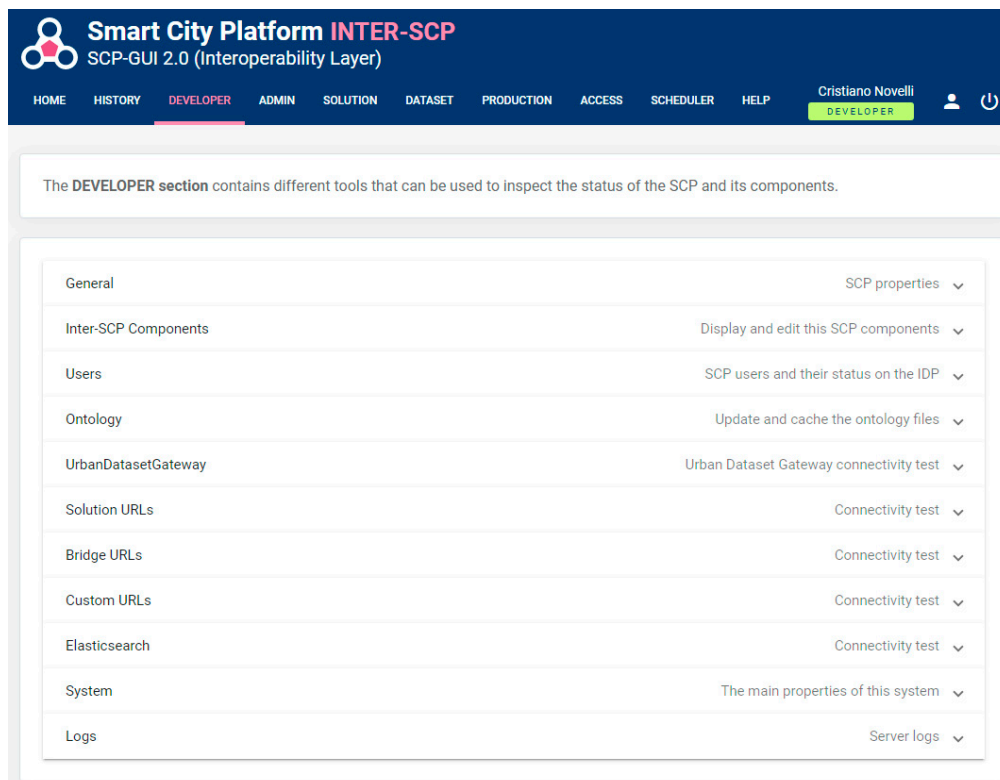 Smart City Platform INTER-SCP
SCP-GUI 2.0 (Interoperability Layer)
HOME HISTORY DEVELOPER ADMIN SOLUTION DATASET PRODUCTION ACCESS SCHEDULER HELP
Cristiano Novelli
DEVELOPER
The DEVELOPER section contains different tools that can be used to inspect the status of the SCP and its components.
General SCP properties
Inter-SCP Components Display and edit this SCP components
Users SCP users and their status on the IDP
Ontology Update and cache the ontology files
UrbanDatasetGateway Urban Dataset Gateway connectivity test
Solution URLs Connectivity test
Bridge URLs Connectivity test
Custom URLs Connectivity test
Elasticsearch Connectivity test
System The main properties of this system
Logs Server logs